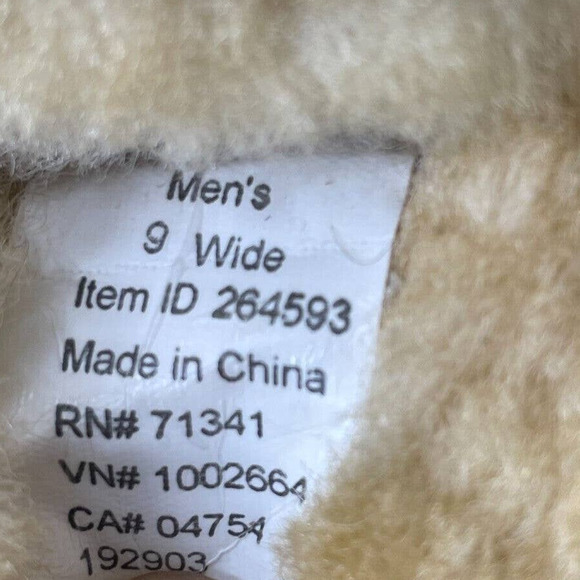 Men's
9 Wide
Item ID 264593
Made in China
RN# 71341
VN# 1002664
CA# 04754
192903